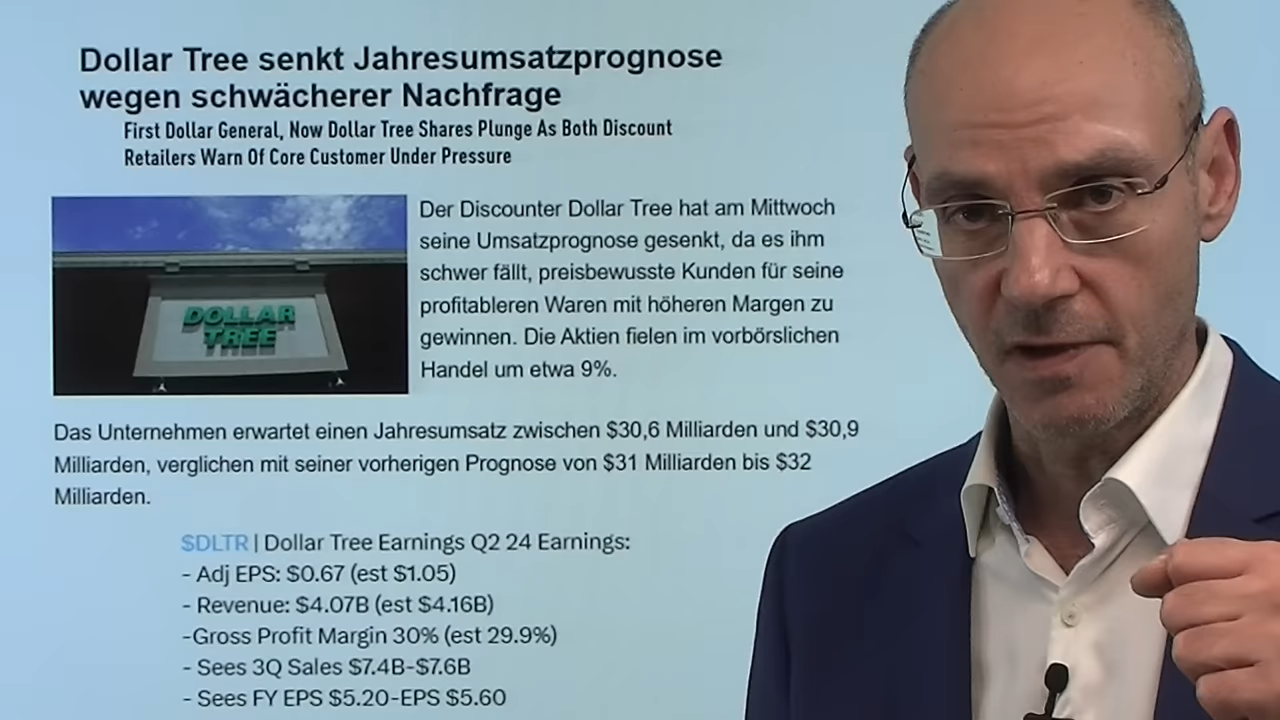 Dollar Tree senkt Jahresumsatzprognose
wegen schwächerer Nachfrage
First Dollar General, Now Dollar Tree Shares Plunge As Both Discount
Retailers Warn Of Core Customer Under Pressure
DOLLAR
TREE
Der Discounter Dollar Tree hat am Mittwoch
seine Umsatzprognose gesenkt, da es ihm
schwer fällt, preisbewusste Kunden für seine
profitableren Waren mit höheren Margen zu
gewinnen. Die Aktien fielen im vorbörslichen
Handel um etwa 9%.
Das Unternehmen erwartet einen Jahresumsatz zwischen $30,6 Milliarden und $30,9
Milliarden, verglichen mit seiner vorherigen Prognose von $31 Milliarden bis $32
Milliarden.
$DLTR | Dollar Tree Earnings Q2 24 Earnings:
- Adj EPS: $0.67 (est $1.05)
- Revenue: $4.07B (est $4.16B)
-Gross Profit Margin 30% (est 29.9%)
- Sees 3Q Sales $7.4B-$7.6B
- Sees FY EPS $5.20-EPS $5.60